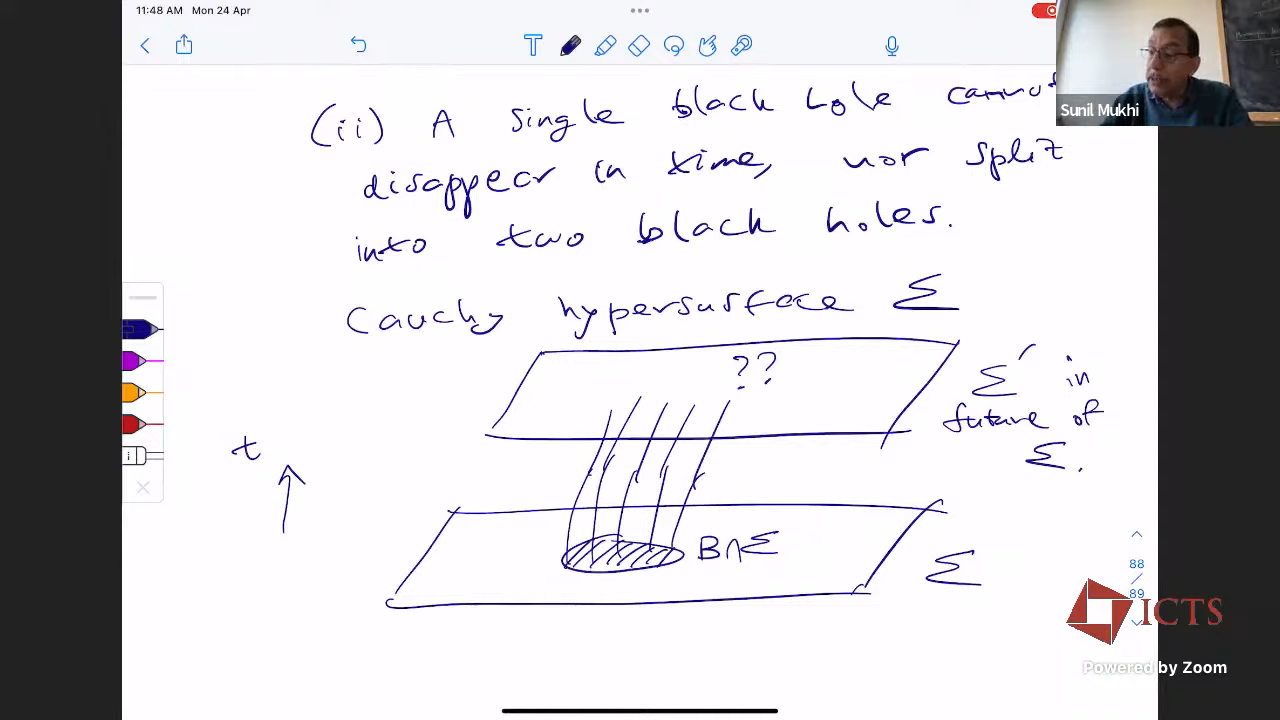 11:48 AM Mon 24 Apr
Sunil Mukhi
(ii) A single black hole cannot
disappear in time, nor split
into two black holes.
Cauchy hypersurface Σ
??
Σ′ in
future of
Σ.
t
B∩Σ
Σ
88
/
89
ICTS
Powered by Zoom
T
i